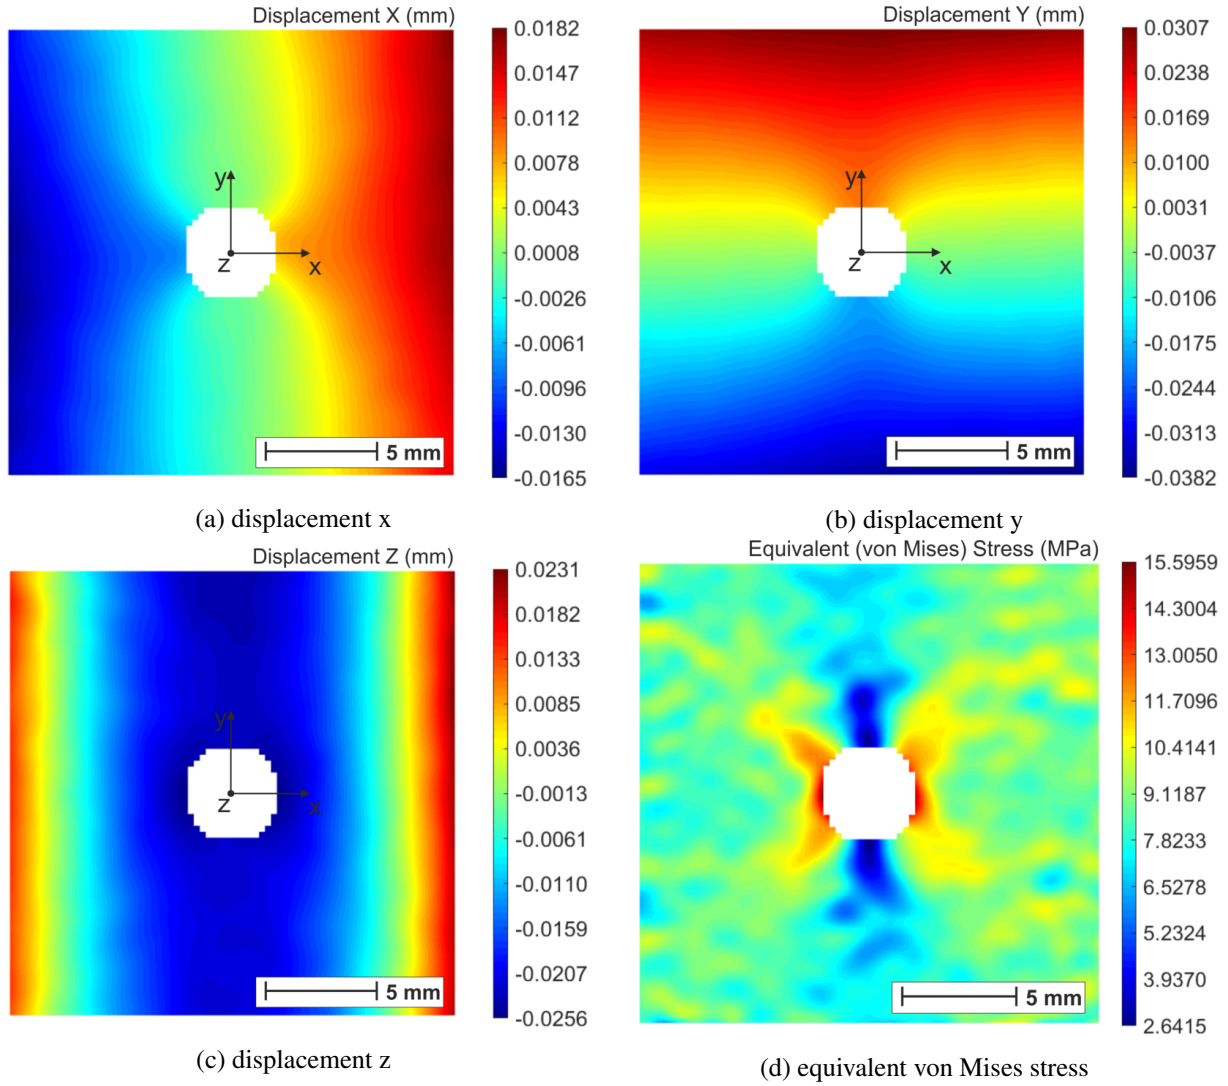 Displacement X (mm)
0.0182
0.0147
0.0112
0.0078
0.0043
0.0008
-0.0026
-0.0061
-0.0096
-0.0130
-0.0165
y
z
x
5 mm
(a) displacement x
Displacement Y (mm)
0.0307
0.0238
0.0169
0.0100
0.0031
-0.0037
-0.0106
-0.0175
-0.0244
-0.0313
-0.0382
y
z
x
5 mm
(b) displacement y
Displacement Z (mm)
0.0231
0.0182
0.0133
0.0085
0.0036
-0.0013
-0.0061
-0.0110
-0.0159
-0.0207
-0.0256
y
z
x
5 mm
(c) displacement z
Equivalent (von Mises) Stress (MPa)
15.5959
14.3004
13.0050
11.7096
10.4141
9.1187
7.8233
6.5278
5.2324
3.9370
2.6415
5 mm
(d) equivalent von Mises stress